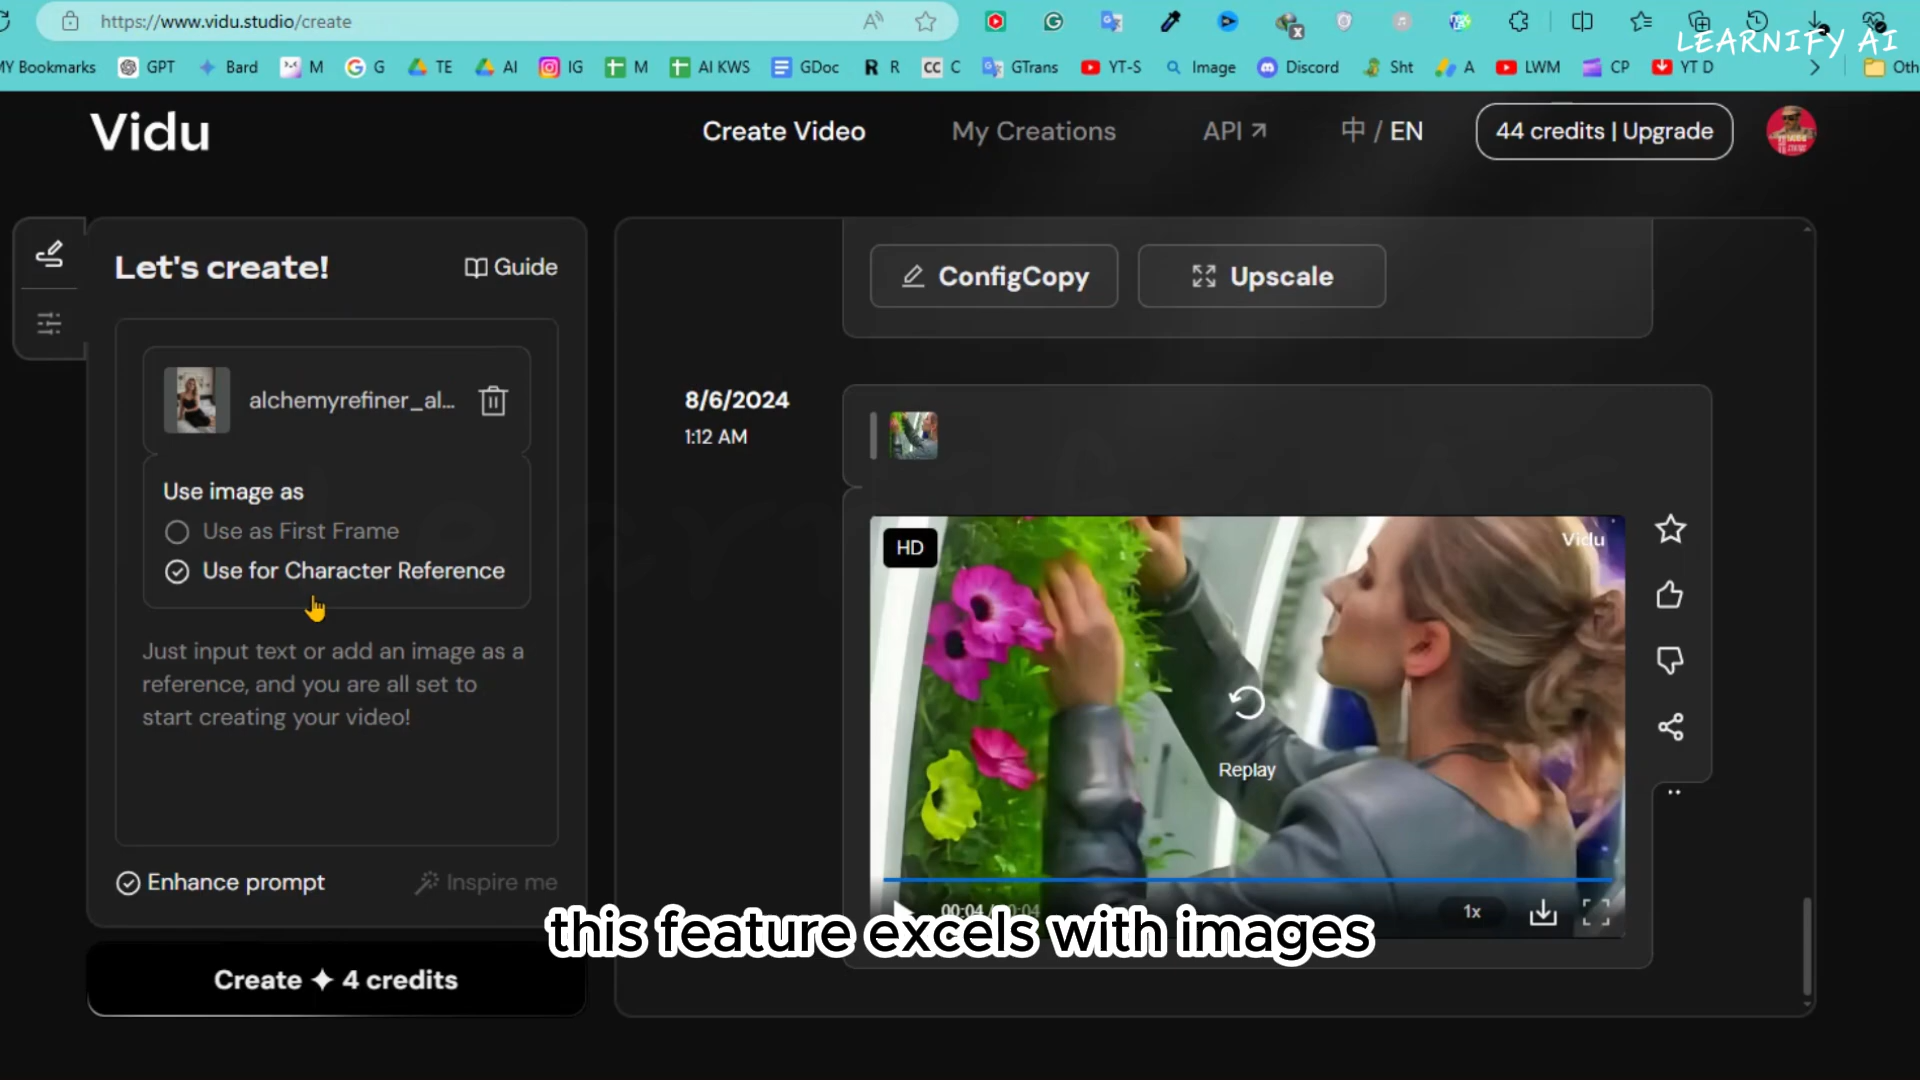 https://www.vidu.studio/create
LEARNIFY AI
MY Bookmarks GPT Bard M G TE AI IG M AI KWS GDoc R R CC C GTrans YT-S Image Discord Sht A LWM CP YT D Oth
Vidu
Create Video
My Creations
API
中 / EN
44 credits | Upgrade
Let's create!
Guide
alchemyrefiner_al...
Use image as
Use as First Frame
Use for Character Reference
Just input text or add an image as a
reference, and you are all set to
start creating your video!
Enhance prompt
Inspire me
Create 4 credits
ConfigCopy
Upscale
8/6/2024
1:12 AM
HD
Vidu
Replay
00:04 / 00:04
1x
this feature excels with images